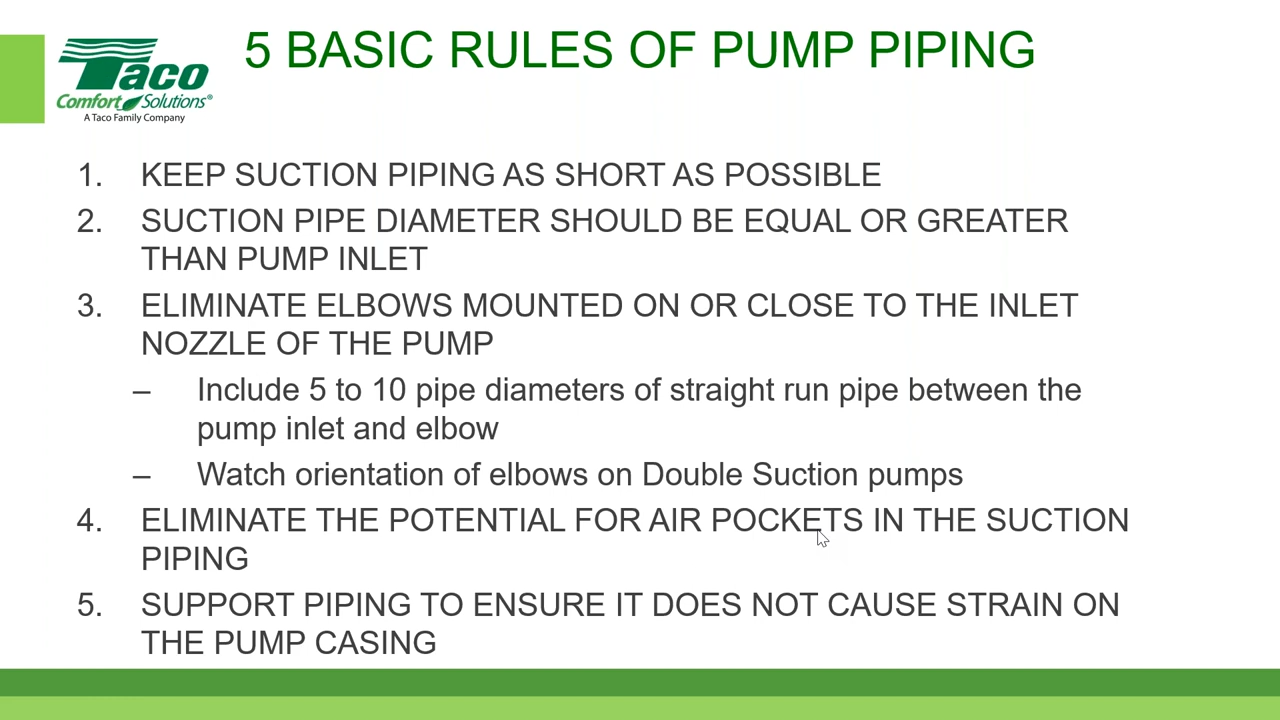 5 BASIC RULES OF PUMP PIPING
Taco
Comfort Solutions®
A Taco Family Company
1. KEEP SUCTION PIPING AS SHORT AS POSSIBLE
2. SUCTION PIPE DIAMETER SHOULD BE EQUAL OR GREATER
THAN PUMP INLET
3. ELIMINATE ELBOWS MOUNTED ON OR CLOSE TO THE INLET
NOZZLE OF THE PUMP
– Include 5 to 10 pipe diameters of straight run pipe between the
pump inlet and elbow
– Watch orientation of elbows on Double Suction pumps
4. ELIMINATE THE POTENTIAL FOR AIR POCKETS IN THE SUCTION
PIPING
5. SUPPORT PIPING TO ENSURE IT DOES NOT CAUSE STRAIN ON
THE PUMP CASING